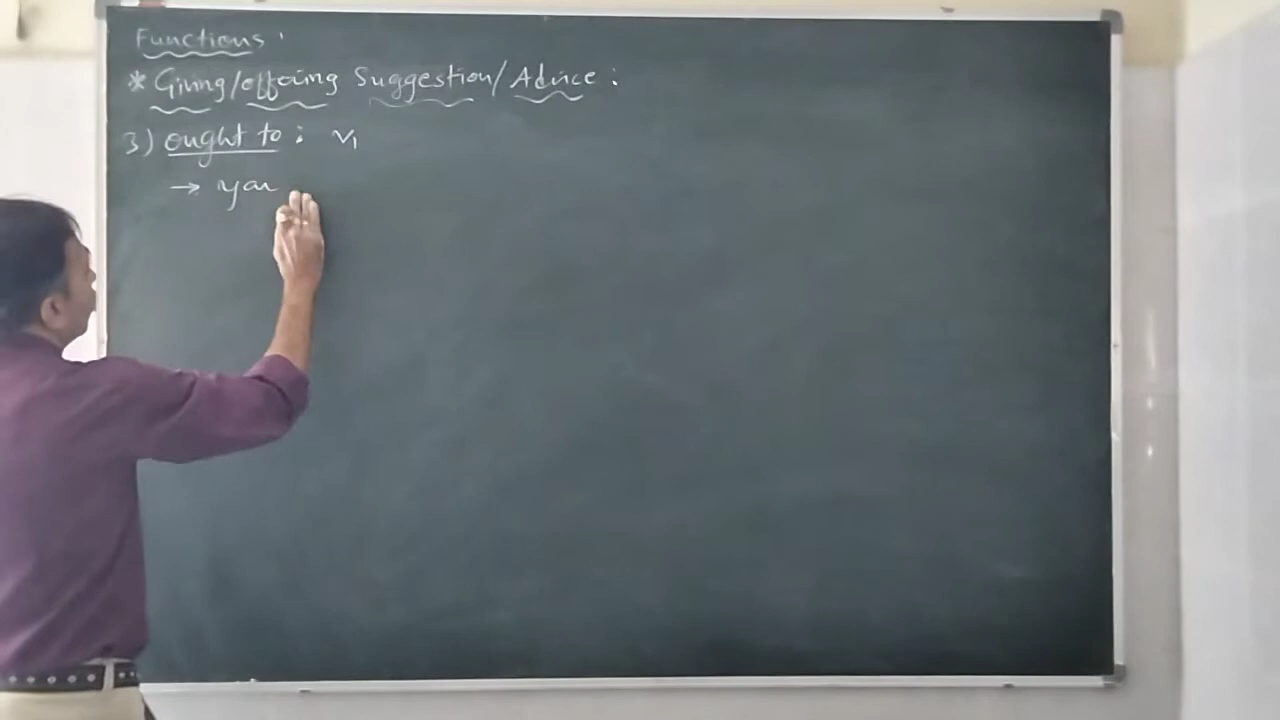 Functions:
* Giving/offering Suggestion/Advice:
3) ought to: V1
→ you